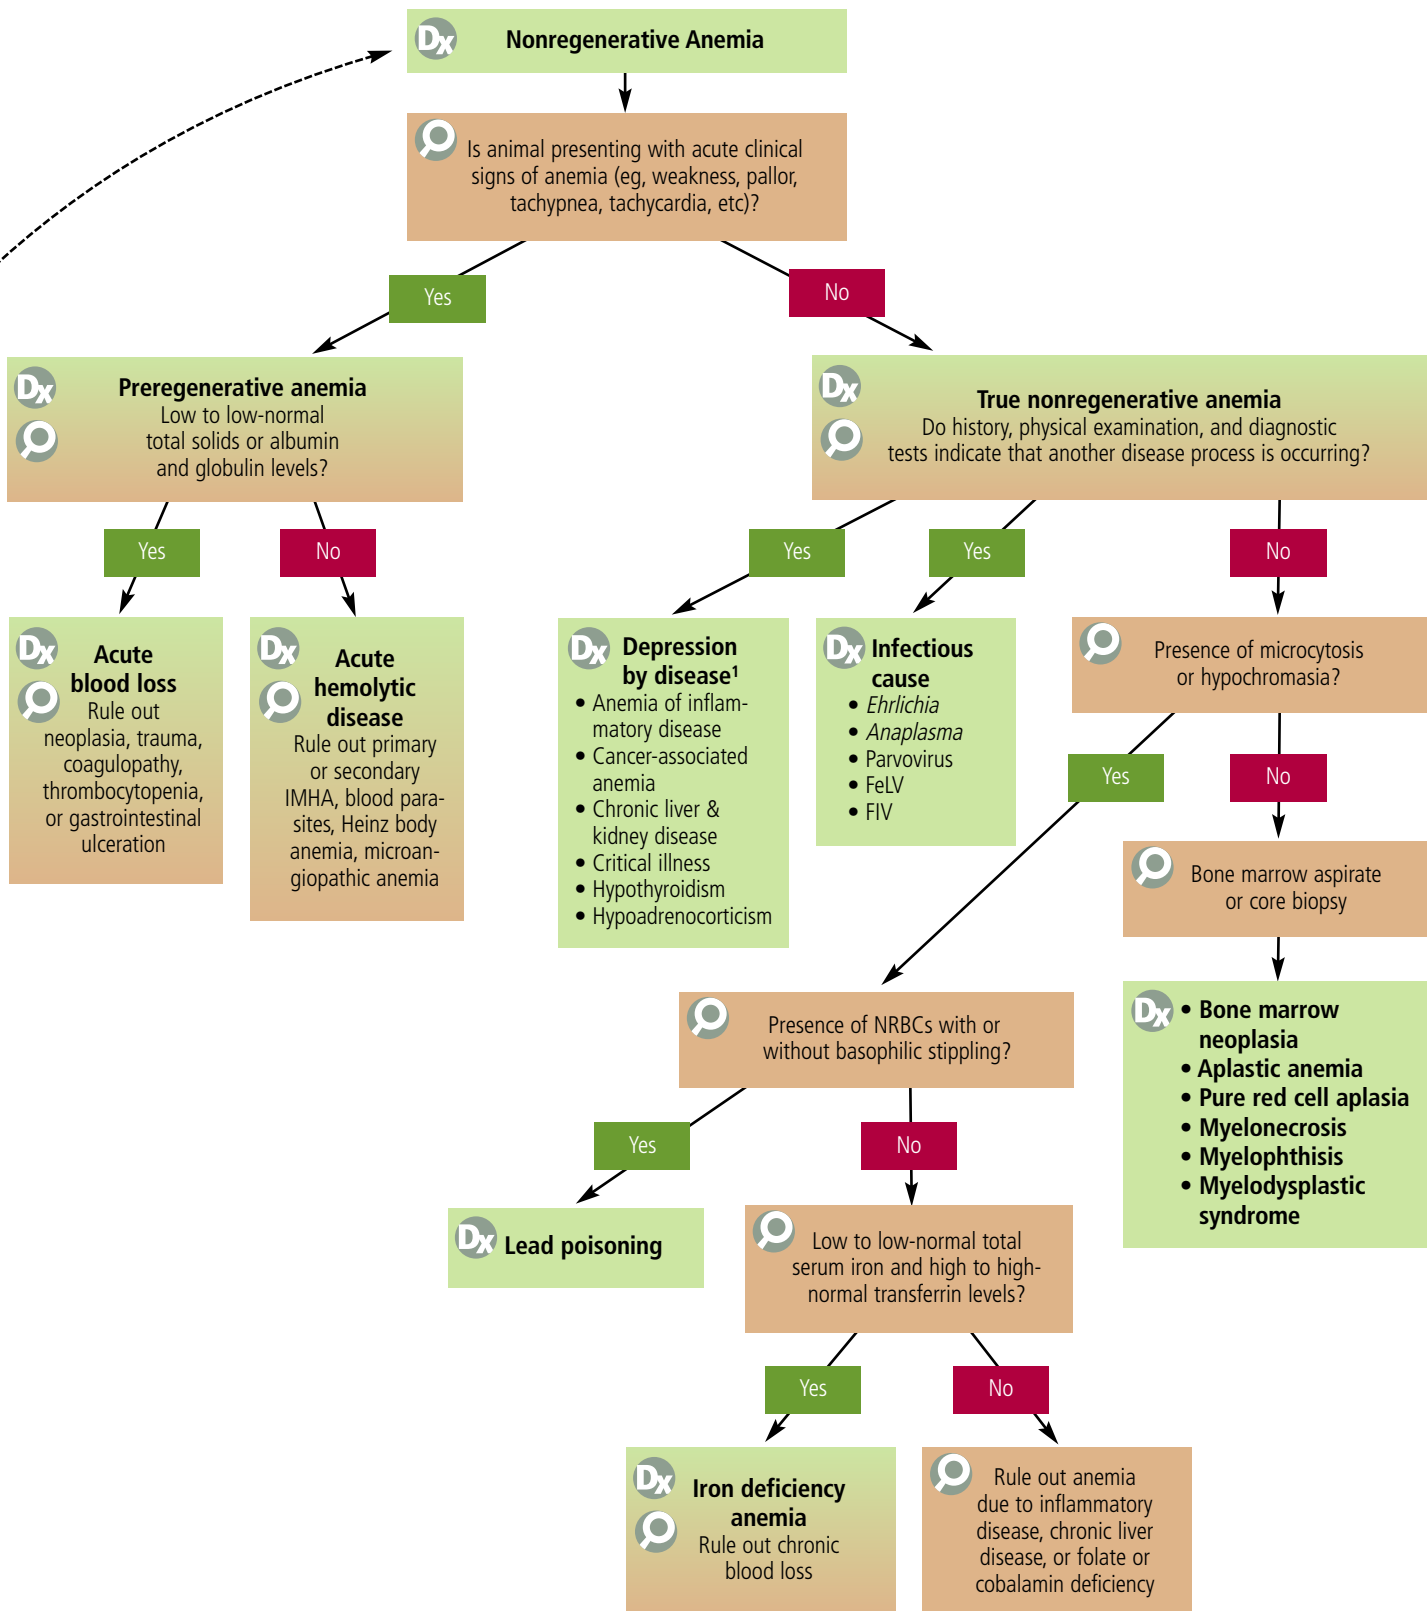 Dx
Nonregenerative Anemia
Is animal presenting with acute clinical
signs of anemia (eg, weakness, pallor,
tachypnea, tachycardia, etc)?
Yes
No
Dx
Preregenerative anemia
Low to low-normal
total solids or albumin
and globulin levels?
Dx
True nonregenerative anemia
Do history, physical examination, and diagnostic
tests indicate that another disease process is occurring?
Yes
No
Yes
Yes
No
Dx
Acute
blood loss
Rule out
neoplasia, trauma,
coagulopathy,
thrombocytopenia,
or gastrointestinal
ulceration
Dx
Acute
hemolytic
disease
Rule out primary
or secondary
IMHA, blood para-
sites, Heinz body
anemia, microan-
giopathic anemia
Dx
Depression
by disease¹
• Anemia of inflam-
matory disease
• Cancer-associated
anemia
• Chronic liver &
kidney disease
• Critical illness
• Hypothyroidism
• Hypoadrenocorticism
Dx
Infectious
cause
• Ehrlichia
• Anaplasma
• Parvovirus
• FeLV
• FIV
Presence of microcytosis
or hypochromasia?
Yes
No
Bone marrow aspirate
or core biopsy
Dx
• Bone marrow
neoplasia
• Aplastic anemia
• Pure red cell aplasia
• Myelonecrosis
• Myelophthisis
• Myelodysplastic
syndrome
Presence of NRBCs with or
without basophilic stippling?
Yes
No
Dx
Lead poisoning
Low to low-normal total
serum iron and high to high-
normal transferrin levels?
Yes
No
Dx
Iron deficiency
anemia
Rule out chronic
blood loss
Rule out anemia
due to inflammatory
disease, chronic liver
disease, or folate or
cobalamin deficiency